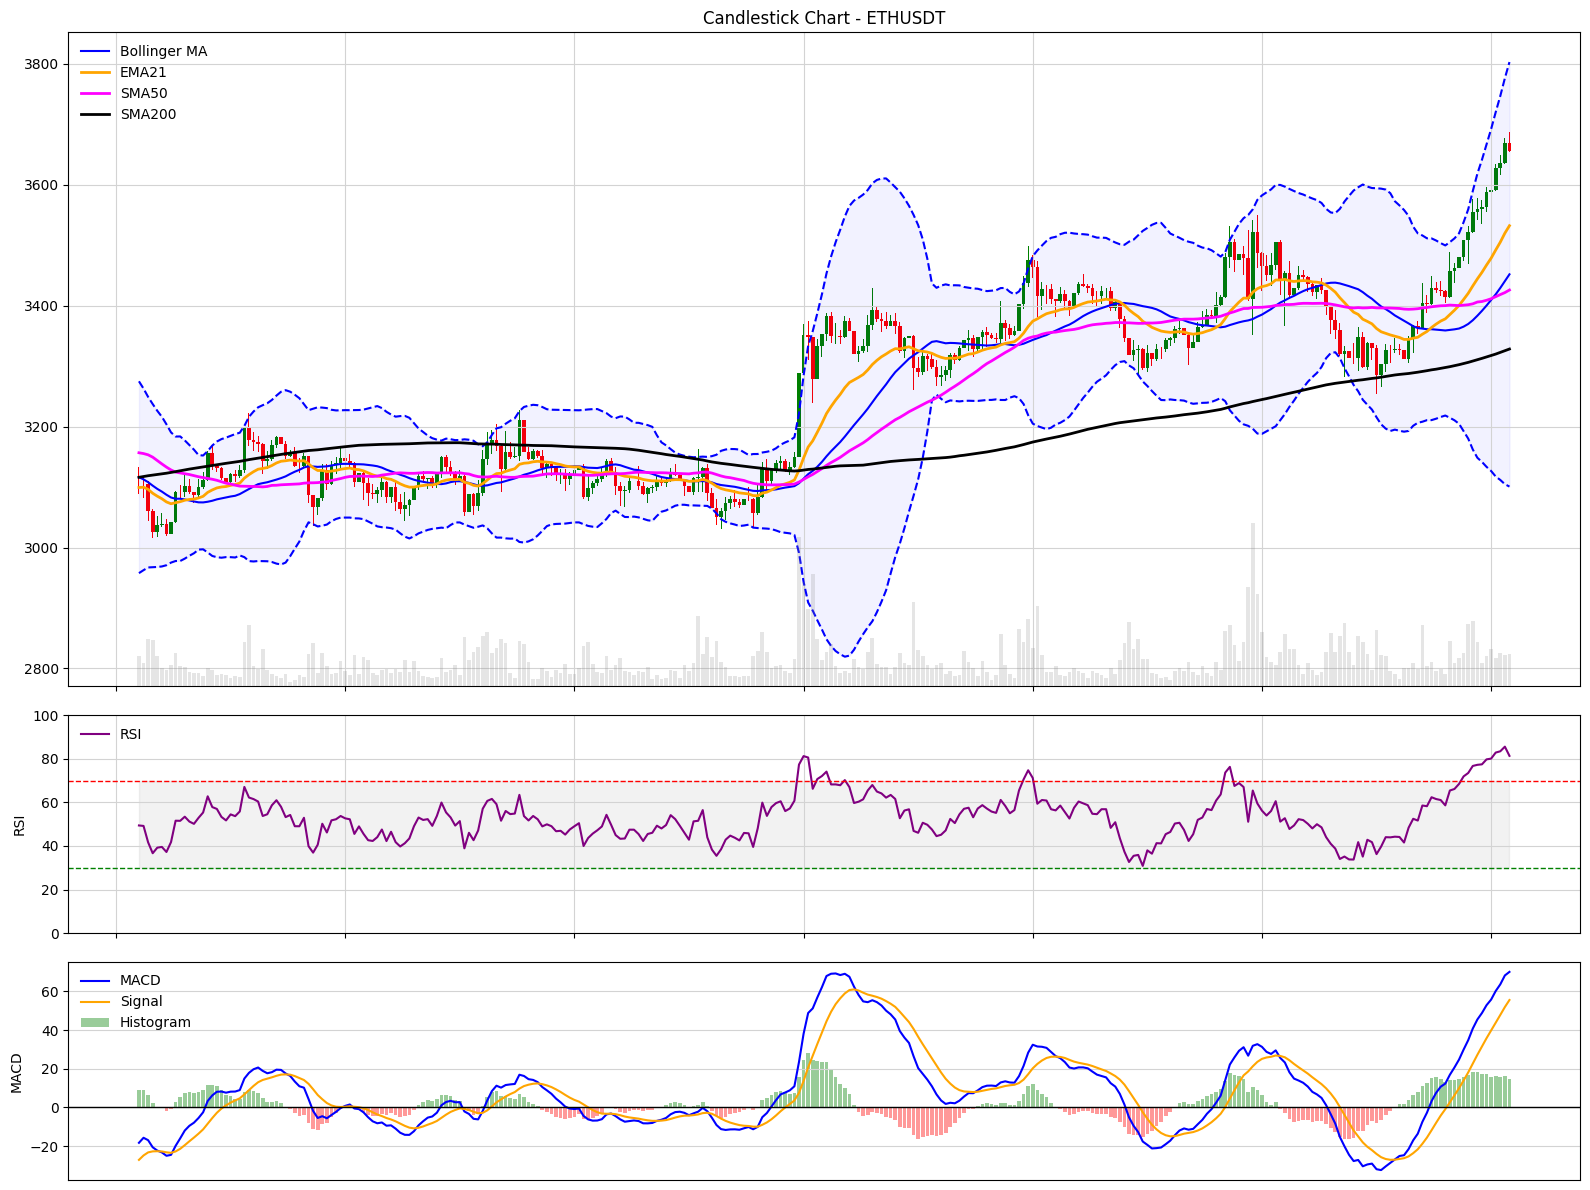 Candlestick Chart - ETHUSDT
Bollinger MA
EMA21
SMA50
SMA200
3800
3600
3400
3200
3000
2800
RSI
RSI
100
80
60
40
20
0
MACD
Signal
Histogram
MACD
60
40
20
0
−20